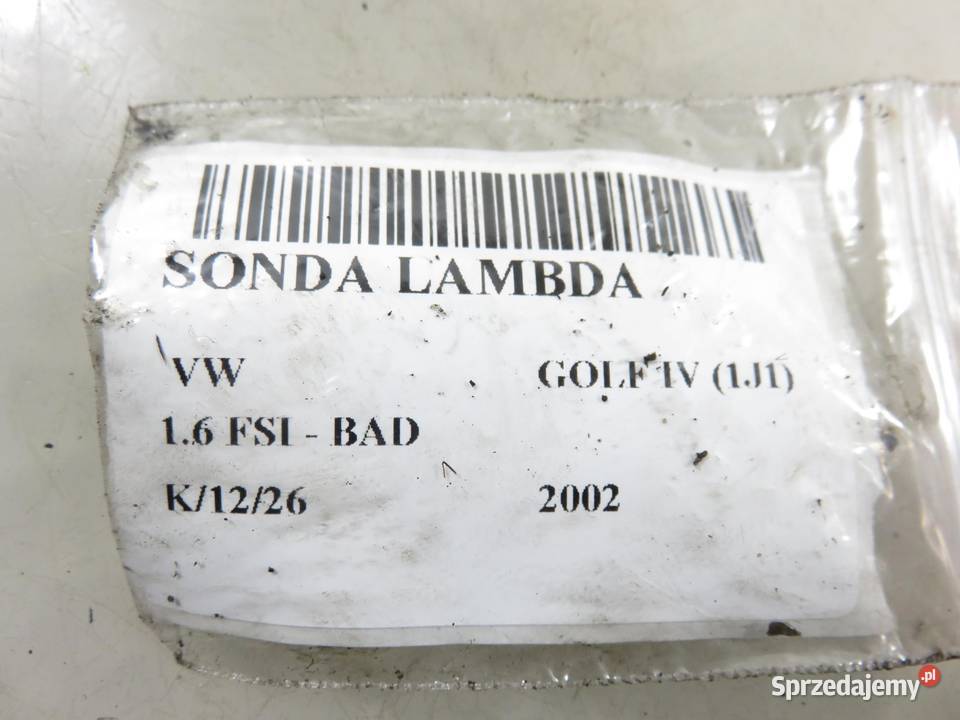 SONDA LAMBDA
VW GOLF IV (1J1)
1.6 FSI - BAD
K/12/26 2002
Sprzedajemy.pl